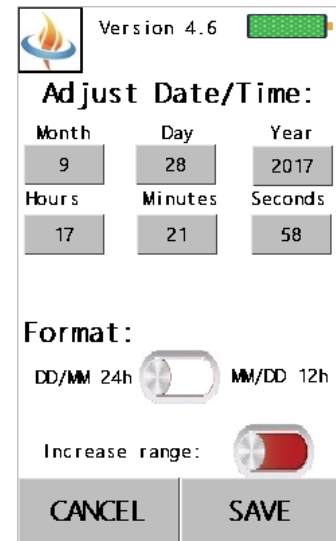 Version 4.6
Adjust Date/Time:
Month Day Year
9 28 2017
Hours Minutes Seconds
17 21 58
Format:
DD/MM 24h MM/DD 12h
Increase range:
CANCEL SAVE